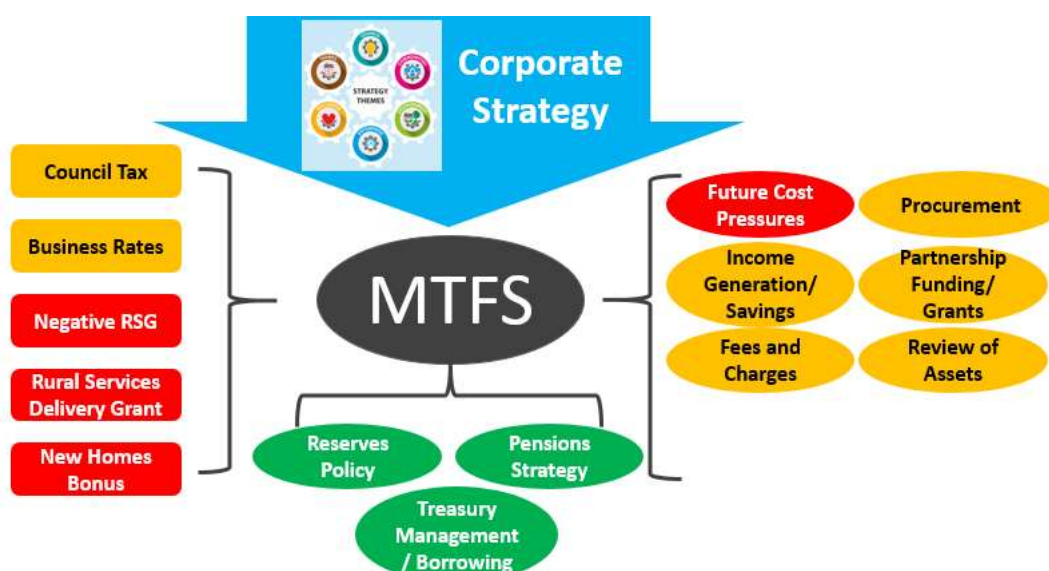 Corporate
Strategy
STRATEGY
THEMES
Council Tax
Business Rates
Negative RSG
Rural Services
Delivery Grant
New Homes
Bonus
MTFS
Future Cost
Pressures
Procurement
Income
Generation/
Savings
Partnership
Funding/
Grants
Fees and
Charges
Review of
Assets
Reserves
Policy
Pensions
Strategy
Treasury
Management
/ Borrowing